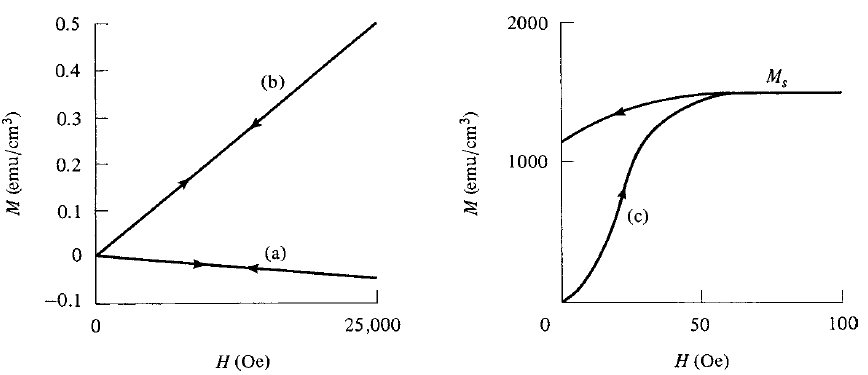 0.5
0.4
0.3
0.2
0.1
0
−0.1
M (emu/cm³)
(b)
(a)
0
25,000
H (Oe)
2000
1000
M (emu/cm³)
Mₛ
(c)
0
50
100
H (Oe)